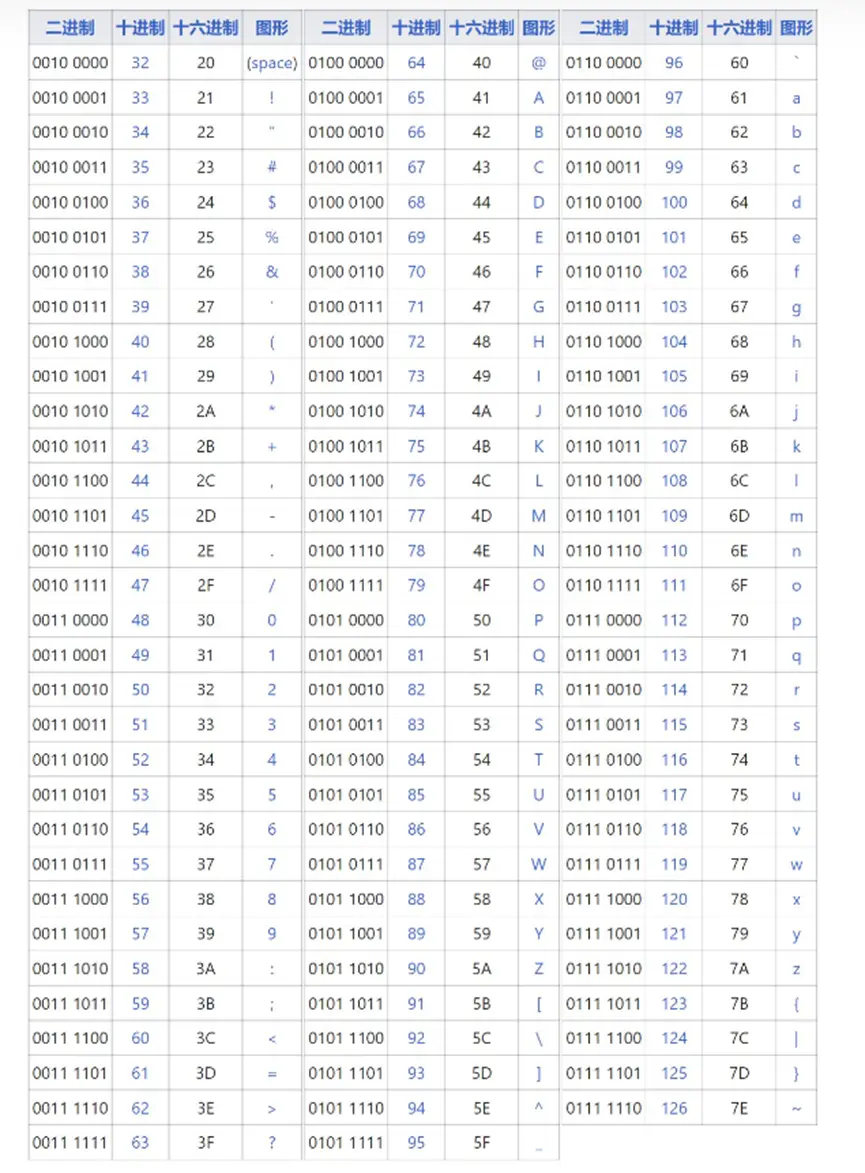 二进制 十进制 十六进制 图形 二进制 十进制 十六进制 图形 二进制 十进制 十六进制 图形
0010 0000 32 20 (space) 0100 0000 64 40 @ 0110 0000 96 60 `
0010 0001 33 21 ! 0100 0001 65 41 A 0110 0001 97 61 a
0010 0010 34 22 " 0100 0010 66 42 B 0110 0010 98 62 b
0010 0011 35 23 # 0100 0011 67 43 C 0110 0011 99 63 c
0010 0100 36 24 $ 0100 0100 68 44 D 0110 0100 100 64 d
0010 0101 37 25 % 0100 0101 69 45 E 0110 0101 101 65 e
0010 0110 38 26 & 0100 0110 70 46 F 0110 0110 102 66 f
0010 0111 39 27 ' 0100 0111 71 47 G 0110 0111 103 67 g
0010 1000 40 28 ( 0100 1000 72 48 H 0110 1000 104 68 h
0010 1001 41 29 ) 0100 1001 73 49 I 0110 1001 105 69 i
0010 1010 42 2A * 0100 1010 74 4A J 0110 1010 106 6A j
0010 1011 43 2B + 0100 1011 75 4B K 0110 1011 107 6B k
0010 1100 44 2C , 0100 1100 76 4C L 0110 1100 108 6C l
0010 1101 45 2D - 0100 1101 77 4D M 0110 1101 109 6D m
0010 1110 46 2E . 0100 1110 78 4E N 0110 1110 110 6E n
0010 1111 47 2F / 0100 1111 79 4F O 0110 1111 111 6F o
0011 0000 48 30 0 0101 0000 80 50 P 0111 0000 112 70 p
0011 0001 49 31 1 0101 0001 81 51 Q 0111 0001 113 71 q
0011 0010 50 32 2 0101 0010 82 52 R 0111 0010 114 72 r
0011 0011 51 33 3 0101 0011 83 53 S 0111 0011 115 73 s
0011 0100 52 34 4 0101 0100 84 54 T 0111 0100 116 74 t
0011 0101 53 35 5 0101 0101 85 55 U 0111 0101 117 75 u
0011 0110 54 36 6 0101 0110 86 56 V 0111 0110 118 76 v
0011 0111 55 37 7 0101 0111 87 57 W 0111 0111 119 77 w
0011 1000 56 38 8 0101 1000 88 58 X 0111 1000 120 78 x
0011 1001 57 39 9 0101 1001 89 59 Y 0111 1001 121 79 y
0011 1010 58 3A : 0101 1010 90 5A Z 0111 1010 122 7A z
0011 1011 59 3B ; 0101 1011 91 5B [ 0111 1011 123 7B {
0011 1100 60 3C < 0101 1100 92 5C \ 0111 1100 124 7C |
0011 1101 61 3D = 0101 1101 93 5D ] 0111 1101 125 7D }
0011 1110 62 3E > 0101 1110 94 5E ^ 0111 1110 126 7E ~
0011 1111 63 3F ? 0101 1111 95 5F _